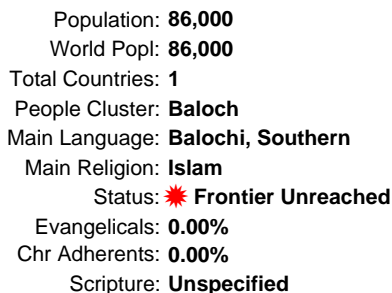 Population: 86,000
World Popl: 86,000
Total Countries: 1
People Cluster: Baloch
Main Language: Balochi, Southern
Main Religion: Islam
Status: Frontier Unreached
Evangelicals: 0.00%
Chr Adherents: 0.00%
Scripture: Unspecified